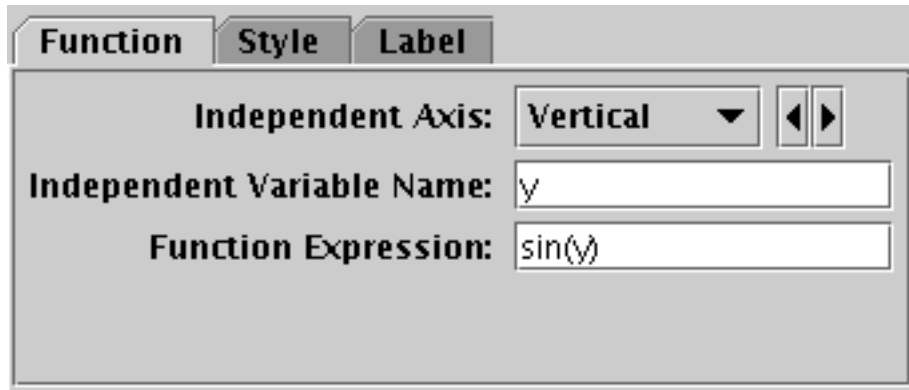 Function Style Label
Independent Axis: Vertical
Independent Variable Name: y
Function Expression: sin(y)